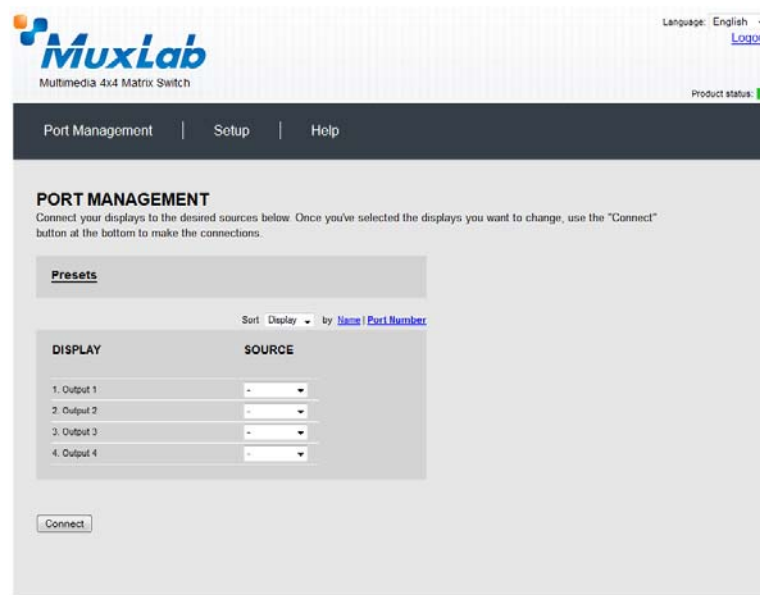 Language: English
Logou
MuxLab
Multimedia 4x4 Matrix Switch
Product status:
Port Management | Setup | Help
PORT MANAGEMENT
Connect your displays to the desired sources below. Once you've selected the displays you want to change, use the "Connect"
button at the bottom to make the connections.
Presets
Sort Display by Name | Port Number
DISPLAY SOURCE
1. Output 1 -
2. Output 2 -
3. Output 3 -
4. Output 4 -
Connect